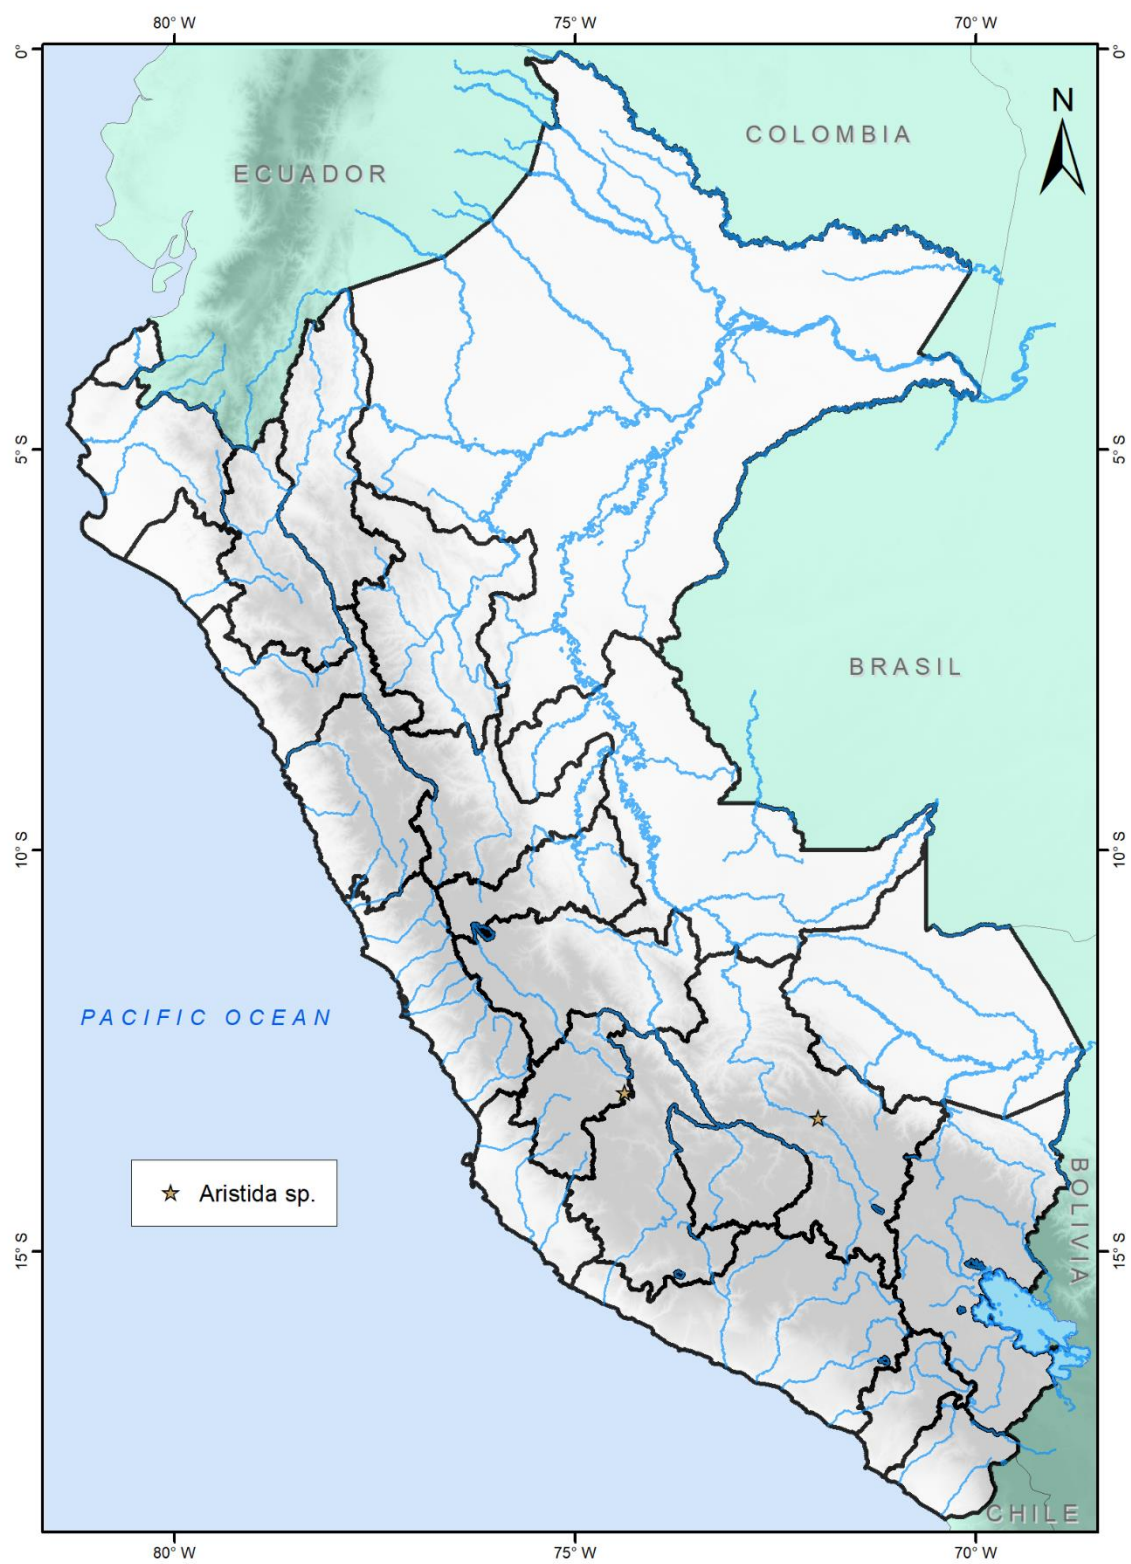 80° W 75° W 70° W
0° 0°
N
COLOMBIA
ECUADOR
5° S 5° S
BRASIL
10° S 10° S
PACIFIC OCEAN
Aristida sp.
BOLIVIA
15° S 15° S
CHILE
80° W 75° W 70° W